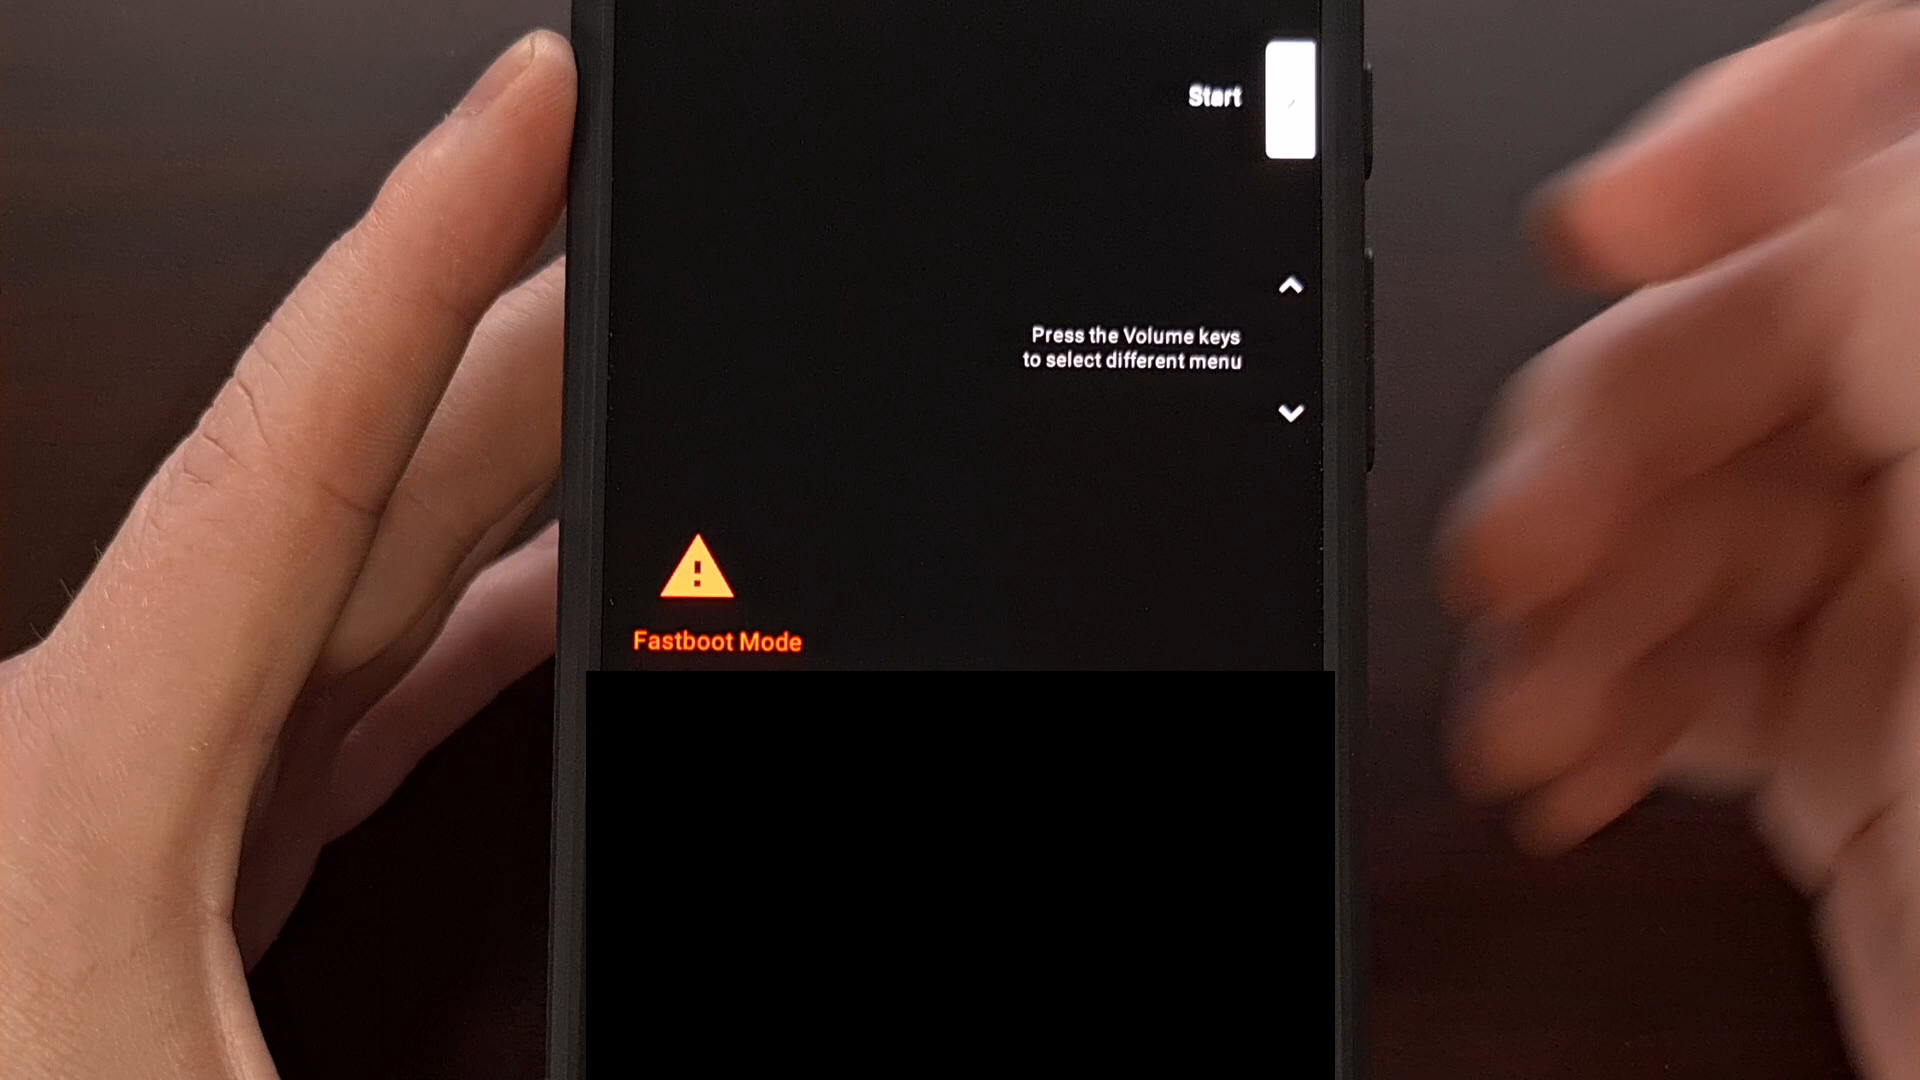 Start
Press the Volume keys
to select different menu
Fastboot Mode